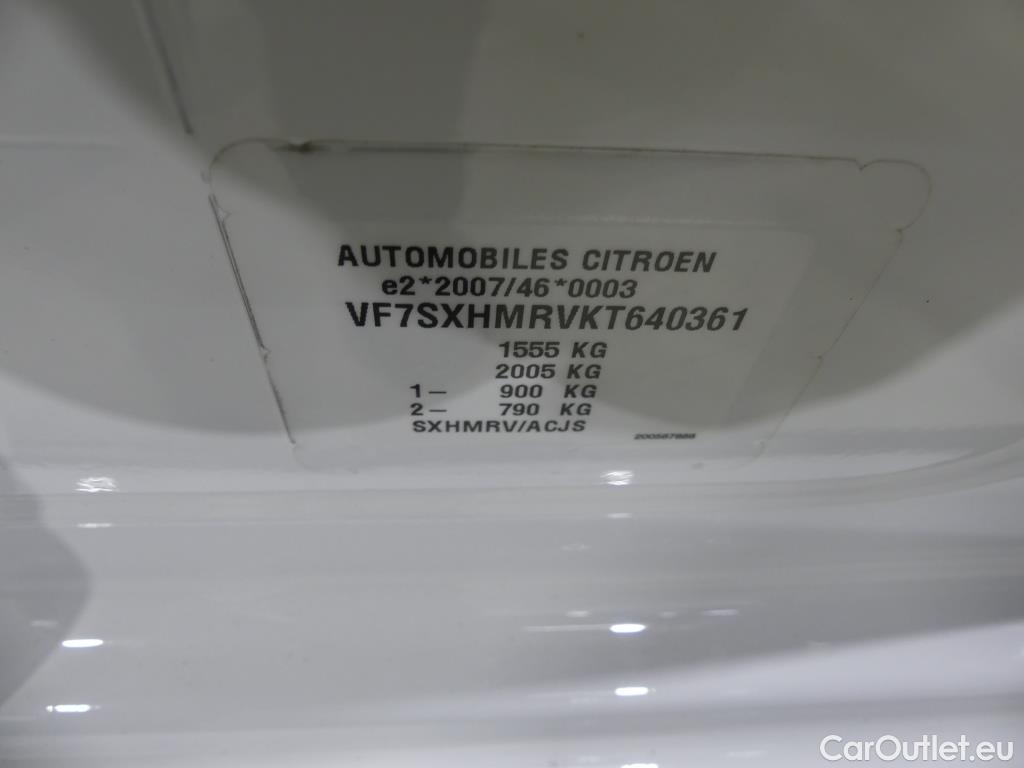 AUTOMOBILES CITROEN
e2*2007/46*0003
VF7SXHMRVKT640361
1555 KG
2005 KG
1- 900 KG
2- 790 KG
SXHMRV/ACJS
CarOutlet.eu